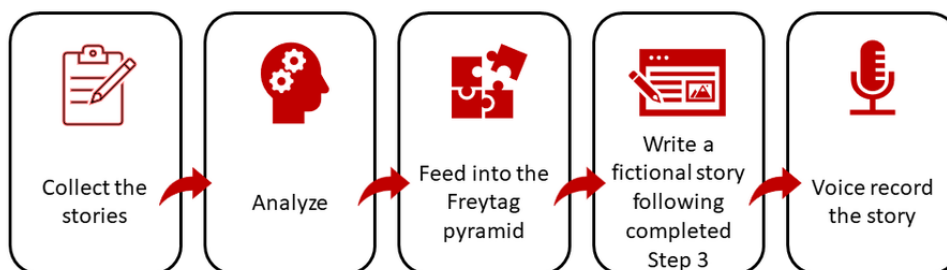 Collect the
stories
Analyze
Feed into the
Freytag
pyramid
Write a
fictional story
following
completed
Step 3
Voice record
the story